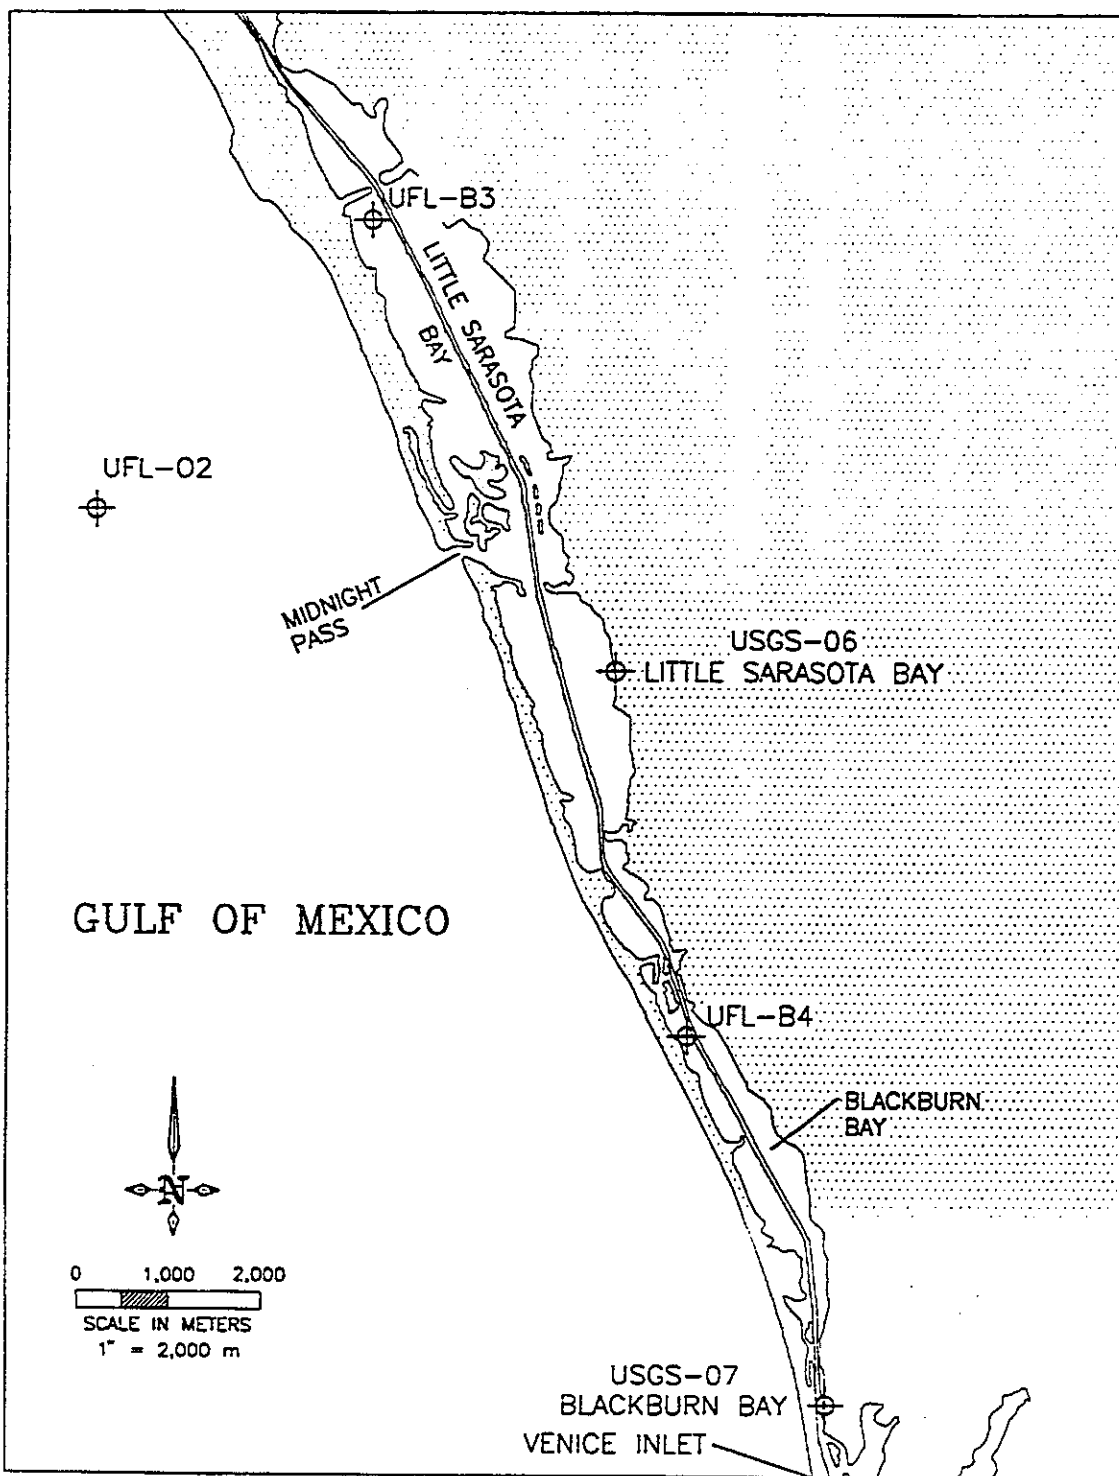 UFL-B3
LITTLE SARASOTA
BAY
UFL-02
MIDNIGHT
PASS
USGS-06
LITTLE SARASOTA BAY
GULF OF MEXICO
UFL-B4
BLACKBURN
BAY
N
0 1,000 2,000
SCALE IN METERS
1" = 2,000 m
USGS-07
BLACKBURN BAY
VENICE INLET